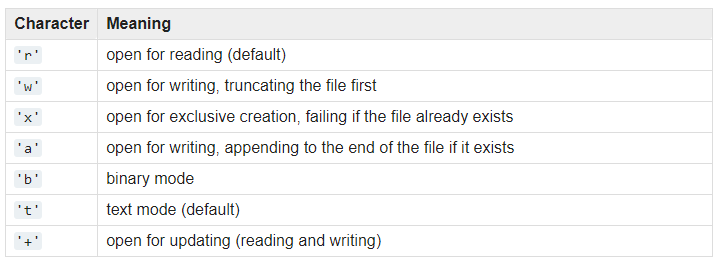 Character Meaning
'r' open for reading (default)
'w' open for writing, truncating the file first
'x' open for exclusive creation, failing if the file already exists
'a' open for writing, appending to the end of the file if it exists
'b' binary mode
't' text mode (default)
'+' open for updating (reading and writing)